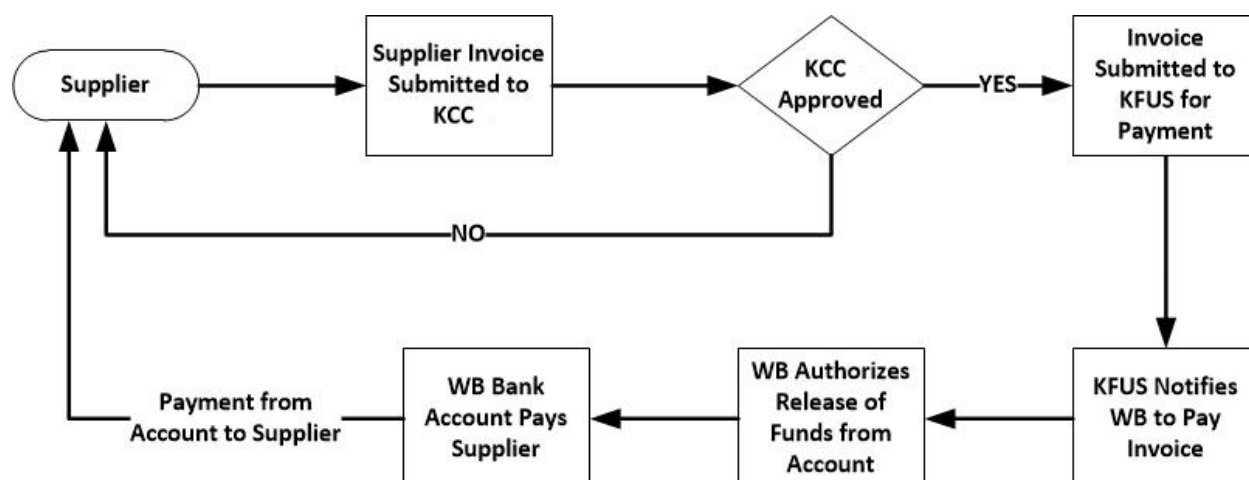 Supplier
Supplier Invoice
Submitted to
KCC
KCC
Approved
YES
Invoice
Submitted to
KFUS for
Payment
NO
KFUS Notifies
WB to Pay
Invoice
WB Authorizes
Release of
Funds from
Account
WB Bank
Account Pays
Supplier
Payment from
Account to Supplier